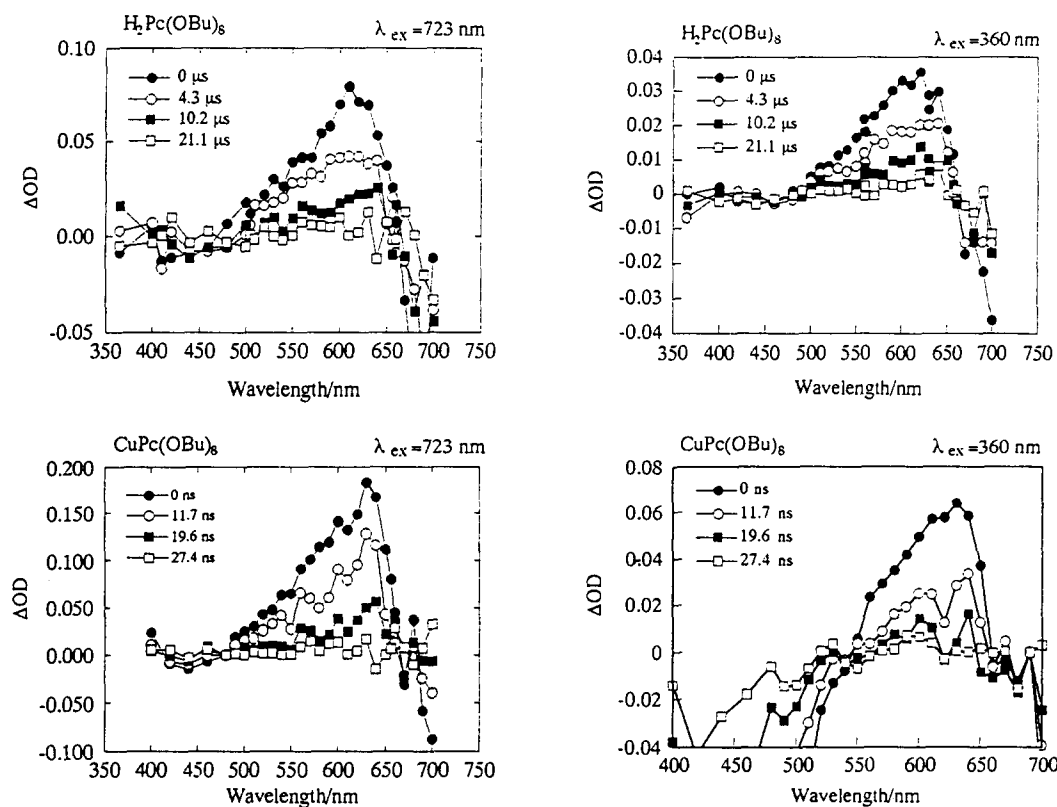 H₂Pc(OBu)₈
λ ex =723 nm
ΔOD
0.10
0.05
0.00
-0.05
0 μs
4.3 μs
10.2 μs
21.1 μs
350 400 450 500 550 600 650 700 750
Wavelength/nm
H₂Pc(OBu)₈
λ ex =360 nm
ΔOD
0.04
0.03
0.02
0.01
0
-0.01
-0.02
-0.03
-0.04
0 μs
4.3 μs
10.2 μs
21.1 μs
350 400 450 500 550 600 650 700 750
Wavelength/nm
CuPc(OBu)₈
λ ex =723 nm
ΔOD
0.200
0.150
0.100
0.050
0.000
-0.050
-0.100
0 ns
11.7 ns
19.6 ns
27.4 ns
350 400 450 500 550 600 650 700 750
Wavelength/nm
CuPc(OBu)₈
λ ex =360 nm
ΔOD
0.08
0.06
0.04
0.02
0
-0.02
-0.04
0 ns
11.7 ns
19.6 ns
27.4 ns
400 450 500 550 600 650 700
Wavelength/nm